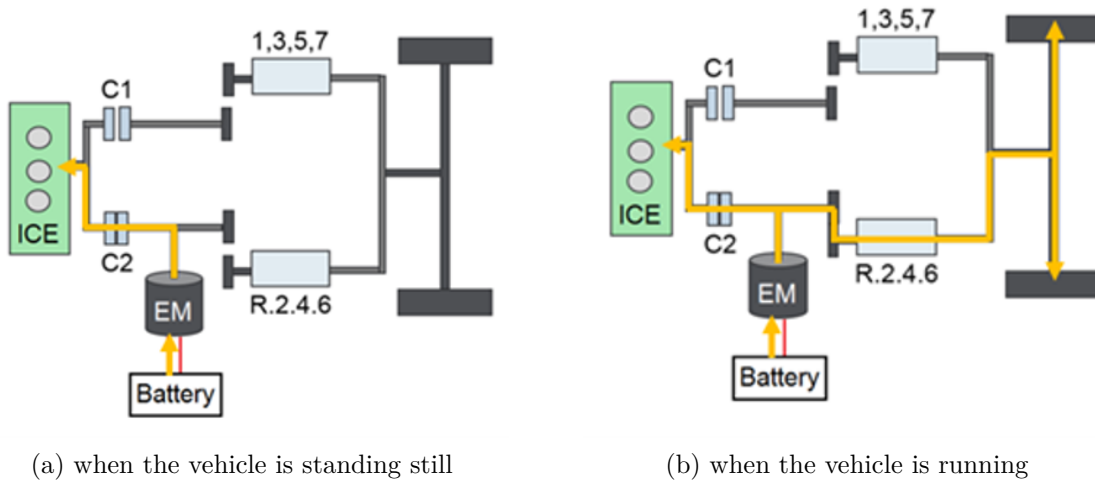 1,3,5,7
C1
ICE
C2
EM
R.2.4.6
Battery
1,3,5,7
C1
ICE
C2
EM
R.2.4.6
Battery
(a) when the vehicle is standing still
(b) when the vehicle is running